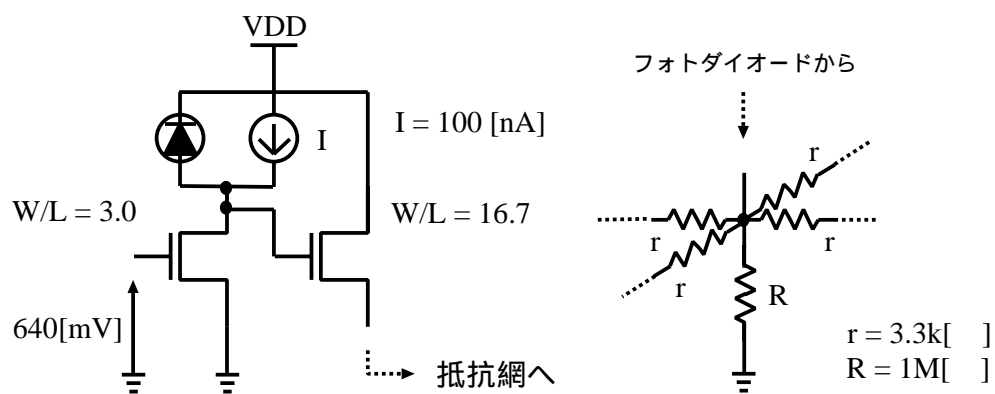 VDD
I = 100 [nA]
I
W/L = 3.0
W/L = 16.7
640[mV]
抵抗網へ
フォトダイオードから
r
r
r
r
R
r = 3.3k[ ]
R = 1M[ ]